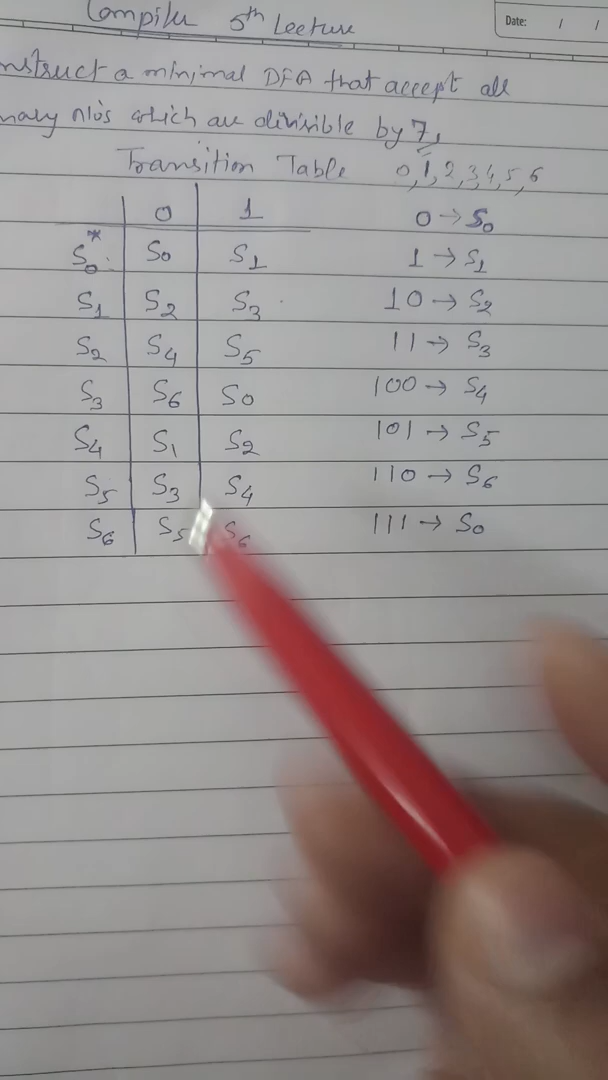 Compiler 5th Lecture
Date: / /
nstruct a minimal DFA that accept all
nary nos which are divisible by 7,
Transition Table 0,1,2,3,4,5,6
0 1 0 → S0
S0* S0 S1 1 → S1
S1 S2 S3 10 → S2
S2 S4 S5 11 → S3
S3 S6 S0 100 → S4
S4 S1 S2 101 → S5
S5 S3 S4 110 → S6
S6 S5 S6 111 → S0